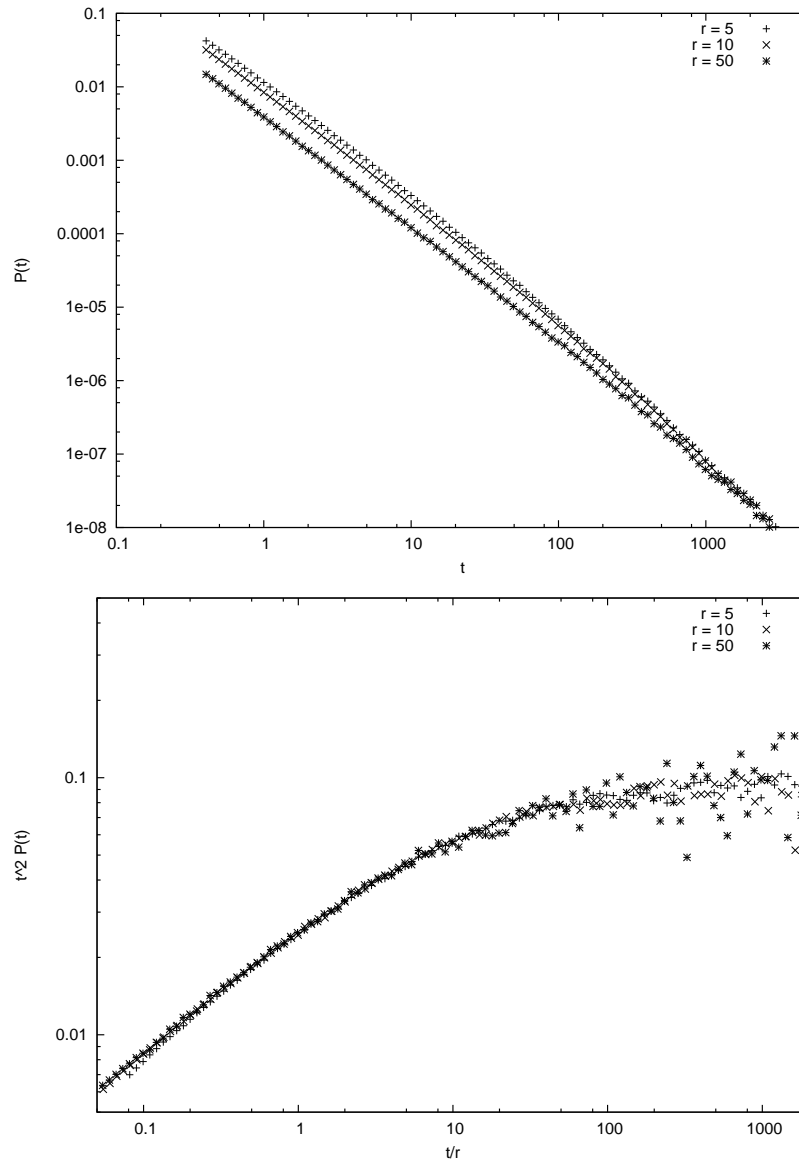 0.1
0.01
0.001
0.0001
1e-05
1e-06
1e-07
1e-08
P(t)
r = 5
r = 10
r = 50
0.1
1
10
100
1000
t
0.1
0.01
t^2 P(t)
r = 5
r = 10
r = 50
0.1
1
10
100
1000
t/r